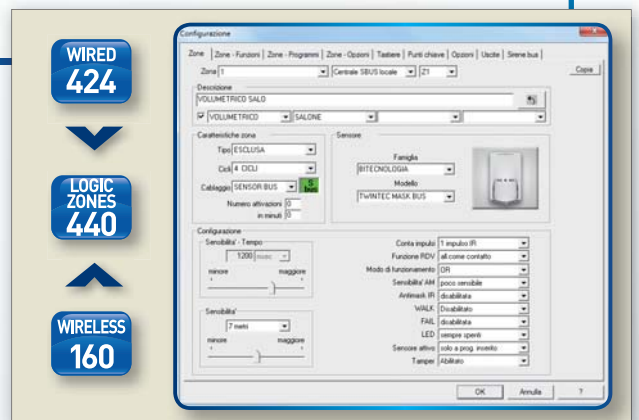 WIRED
424
LOGIC
ZONES
440
WIRELESS
160
Configurazione
Zone Zone - Funzioni Zone - Programmi Zone - Opzioni Tastiere Punti chiave Opzioni Uscite Sirene bus
Zona 1 Centrale SBUS locale Z1 Copia
Descrizione
VOLUMETRICO SALO
VOLUMETRICO SALONE
Caratteristiche zona
Tipo ESCLUSA
Cicli 4 CICLI
Cablaggio SENSOR BUS S BUS
Numero attivazioni 0
in minuti 0
Sensore
Famiglia
BITECNOLOGIA
Modello
TWINTEC MASK BUS
Configurazione
Sensibilita' - Tempo
1200 msec
minore maggiore
Sensibilita'
7 metri
minore maggiore
Conta impulsi 1 impulso IR
Funzione RDV all.come contatto
Modo di funzionamento OR
Sensibilita' AM poco sensibile
Antimask IR disabilitata
WALK Disabilitato
FAIL disabilitata
LED sempre spenti
Sensore attivo solo a prog. inserito
Tamper Abilitato
OK Annulla ?